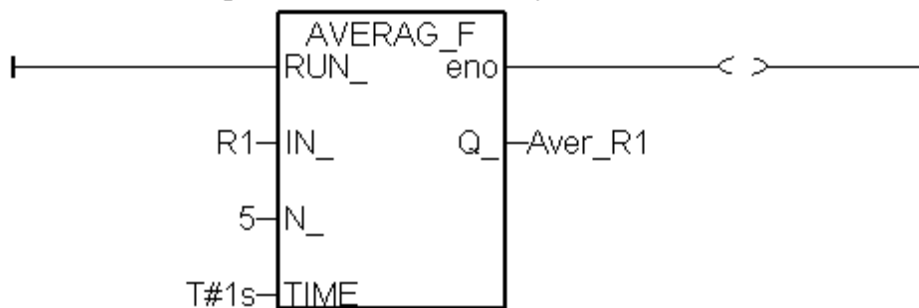 AVERAG_F
RUN_ eno
R1 IN_ Q_ Aver_R1
5 N_
T#1s TIME